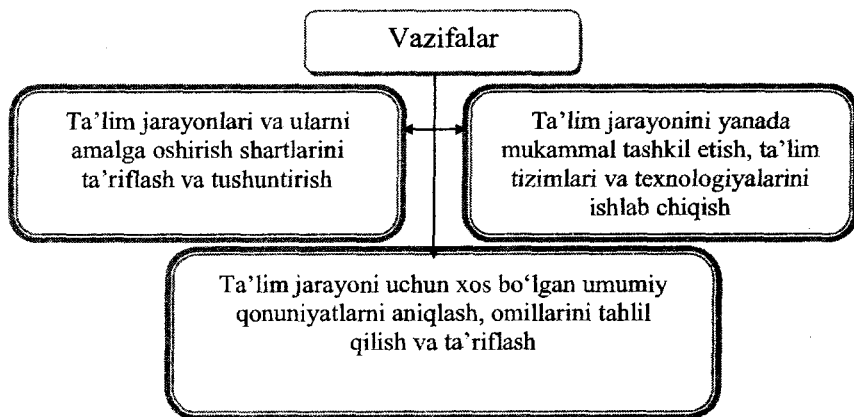 Vazifalar
Ta’lim jarayonlari va ularni
amalga oshirish shartlarini
ta’riflash va tushuntirish
Ta’lim jarayonini yanada
mukammal tashkil etish, ta’lim
tizimlari va texnologiyalarini
ishlab chiqish
Ta’lim jarayoni uchun xos bo‘lgan umumiy
qonuniyatlarni aniqlash, omillarini tahlil
qilish va ta’riflash